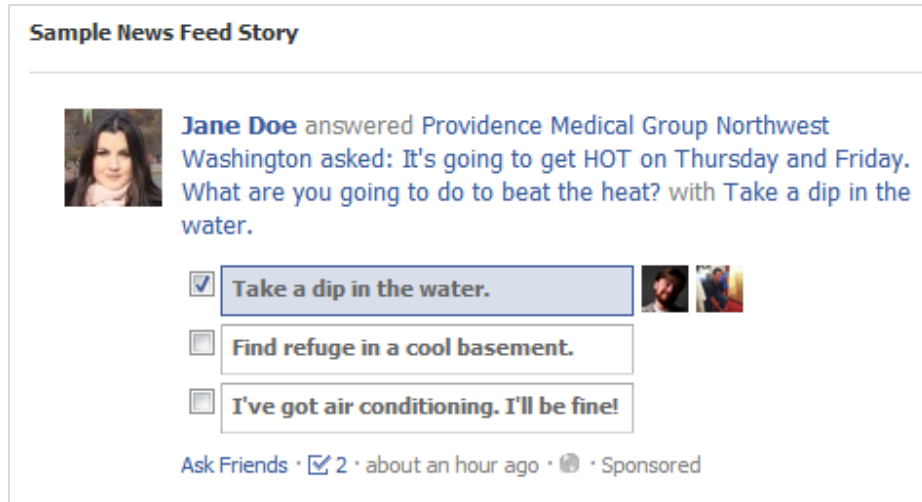 Sample News Feed Story
Jane Doe answered Providence Medical Group Northwest
Washington asked: It's going to get HOT on Thursday and Friday.
What are you going to do to beat the heat? with Take a dip in the
water.
Take a dip in the water.
Find refuge in a cool basement.
I've got air conditioning. I'll be fine!
Ask Friends · 2 · about an hour ago · · Sponsored